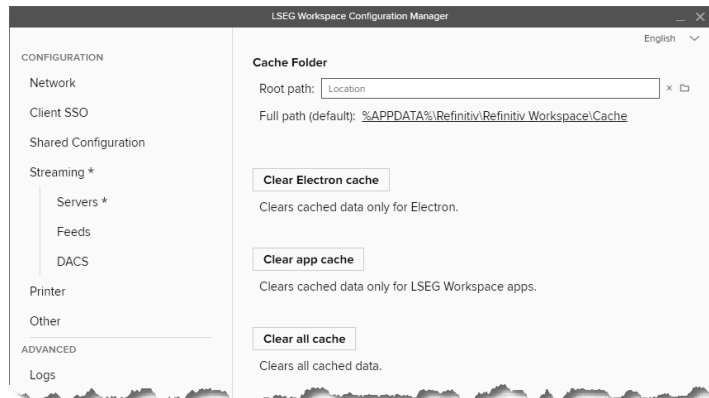 LSEG Workspace Configuration Manager
English
CONFIGURATION
Network
Client SSO
Shared Configuration
Streaming *
Servers *
Feeds
DACS
Printer
Other
ADVANCED
Logs
Cache Folder
Root path: Location
Full path (default): %APPDATA%\Refinitiv\Refinitiv Workspace\Cache
Clear Electron cache
Clears cached data only for Electron.
Clear app cache
Clears cached data only for LSEG Workspace apps.
Clear all cache
Clears all cached data.